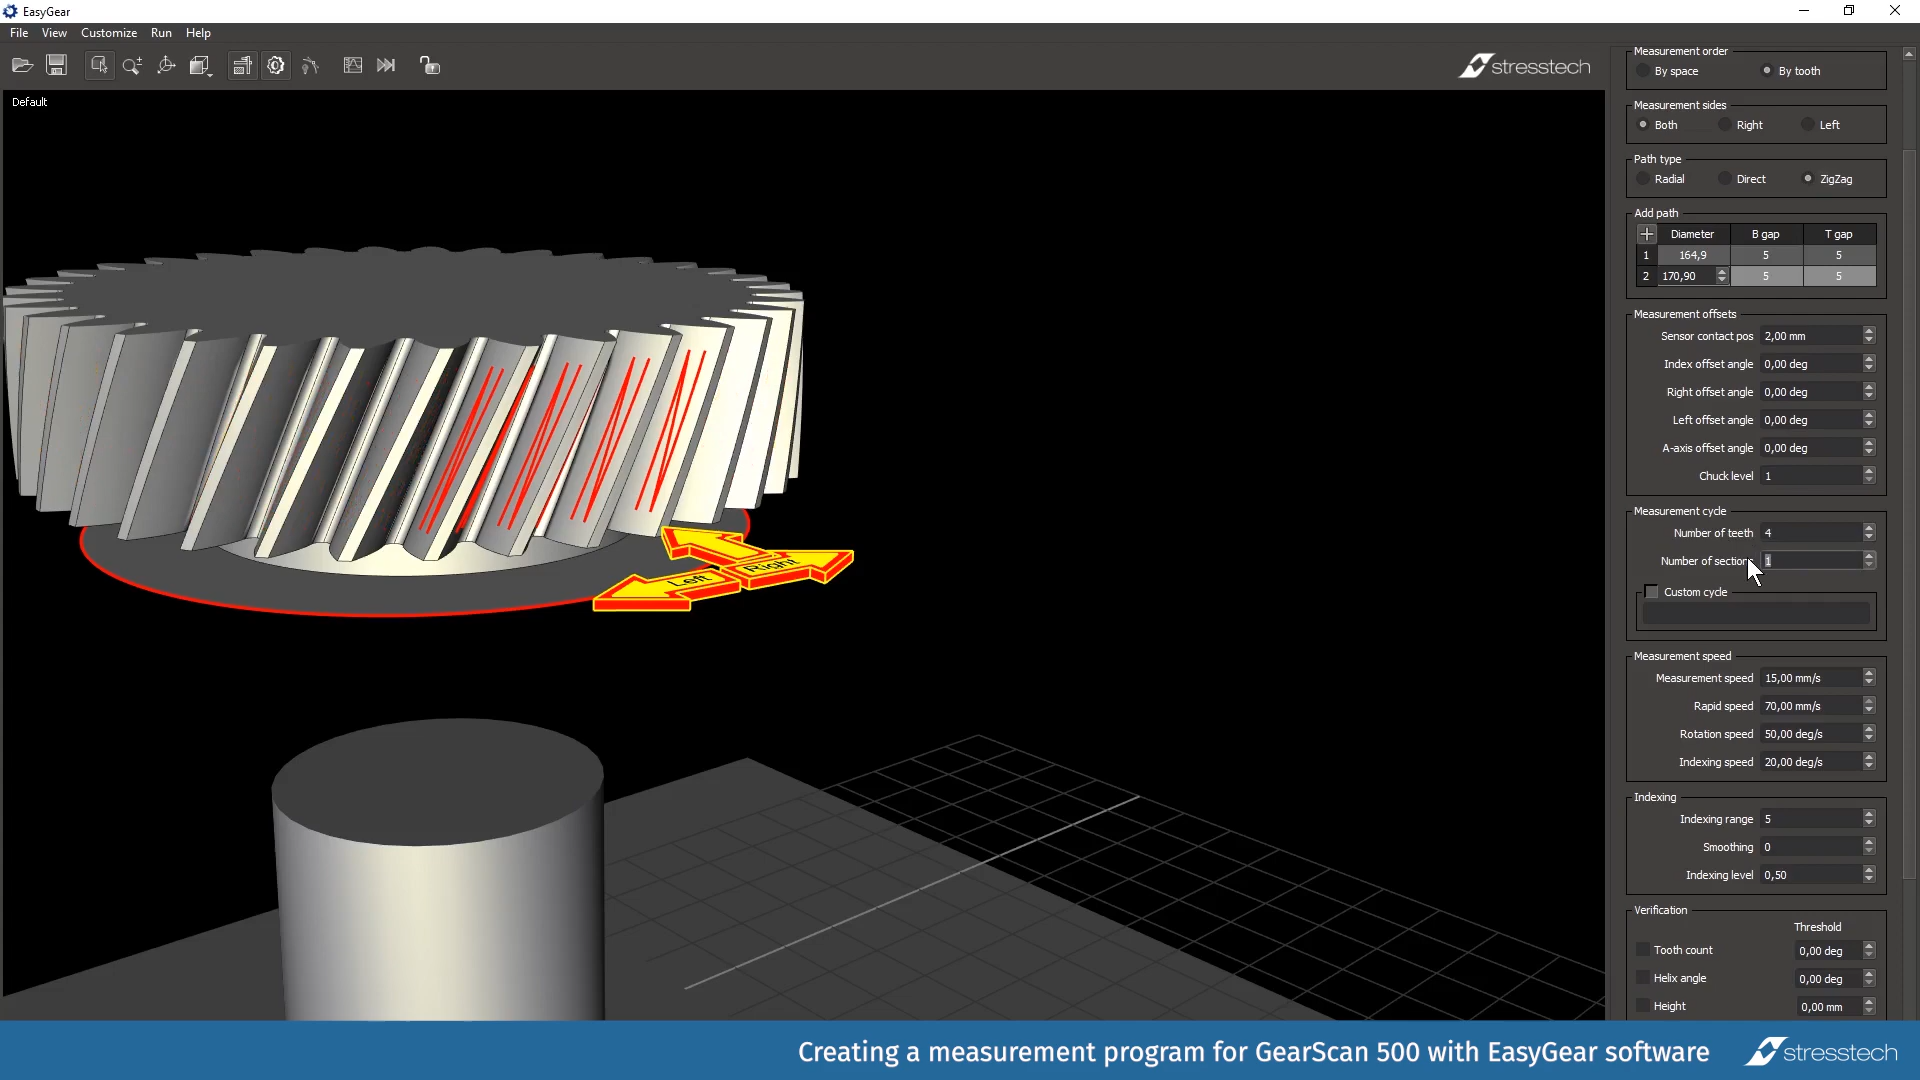 EasyGear
File View Customize Run Help
stresstech
Default
Left
Right
Measurement order
By space By tooth
Measurement sides
Both Right Left
Path type
Radial Direct ZigZag
Add path
Diameter B gap T gap
1 164,9 5 5
2 170,90 5 5
Measurement offsets
Sensor contact pos 2,00 mm
Index offset angle 0,00 deg
Right offset angle 0,00 deg
Left offset angle 0,00 deg
A-axis offset angle 0,00 deg
Chuck level 1
Measurement cycle
Number of teeth 4
Number of sections 1
Custom cycle
Measurement speed
Measurement speed 15,00 mm/s
Rapid speed 70,00 mm/s
Rotation speed 50,00 deg/s
Indexing speed 20,00 deg/s
Indexing
Indexing range 5
Smoothing 0
Indexing level 0,50
Verification
Threshold
Tooth count 0,00 deg
Helix angle 0,00 deg
Height 0,00 mm
Creating a measurement program for GearScan 500 with EasyGear software
stresstech